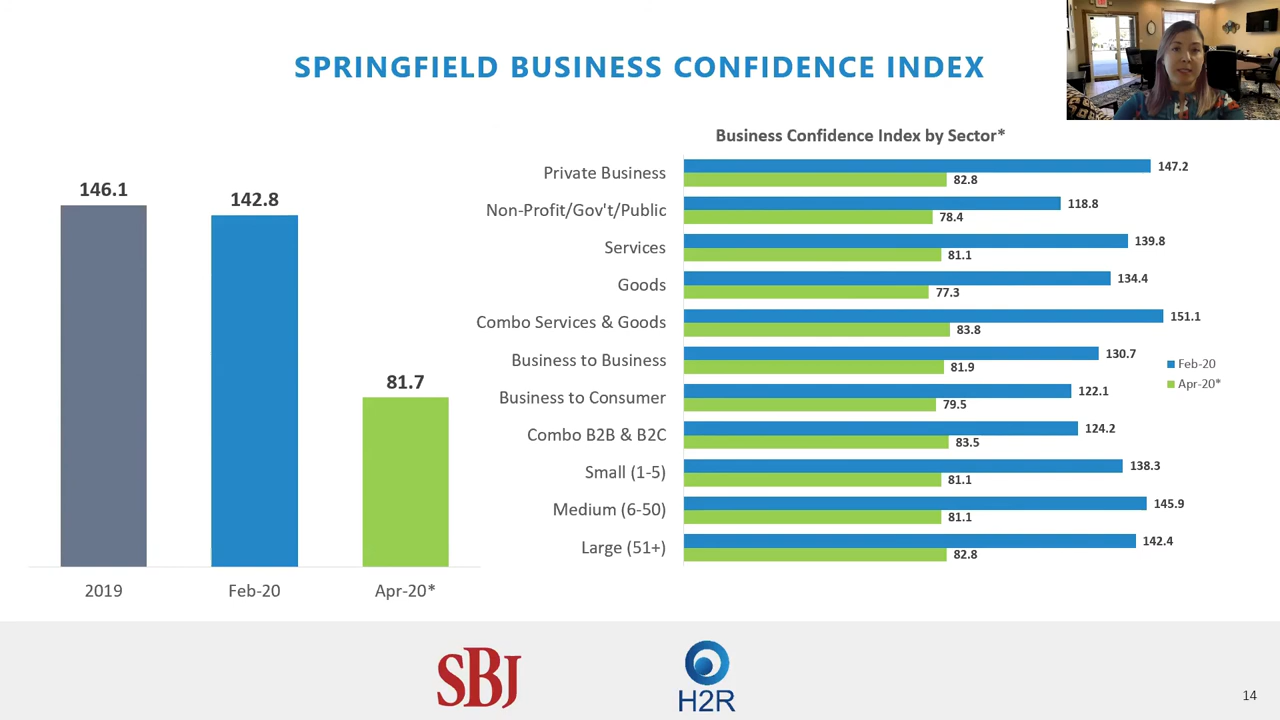 SPRINGFIELD BUSINESS CONFIDENCE INDEX
146.1
142.8
81.7
2019
Feb-20
Apr-20*
Business Confidence Index by Sector*
Private Business
147.2
82.8
Non-Profit/Gov't/Public
118.8
78.4
Services
139.8
81.1
Goods
134.4
77.3
Combo Services & Goods
151.1
83.8
Business to Business
130.7
81.9
Business to Consumer
122.1
79.5
Combo B2B & B2C
124.2
83.5
Small (1-5)
138.3
81.1
Medium (6-50)
145.9
81.1
Large (51+)
142.4
82.8
Feb-20
Apr-20*
SBJ
H2R
14